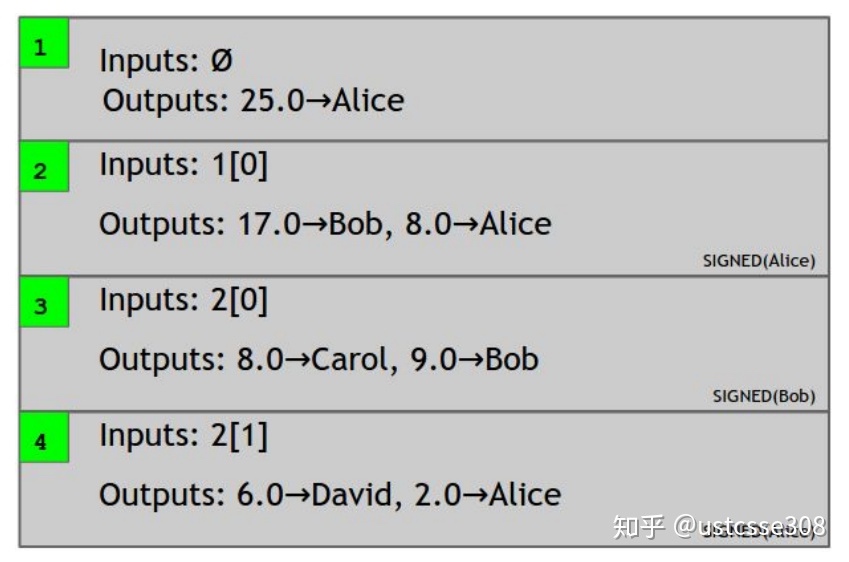 1
Inputs: Ø
Outputs: 25.0→Alice
2
Inputs: 1[0]
Outputs: 17.0→Bob, 8.0→Alice
SIGNED(Alice)
3
Inputs: 2[0]
Outputs: 8.0→Carol, 9.0→Bob
SIGNED(Bob)
4
Inputs: 2[1]
Outputs: 6.0→David, 2.0→Alice
SIGNED(Alice)
知乎 @ustcsse308